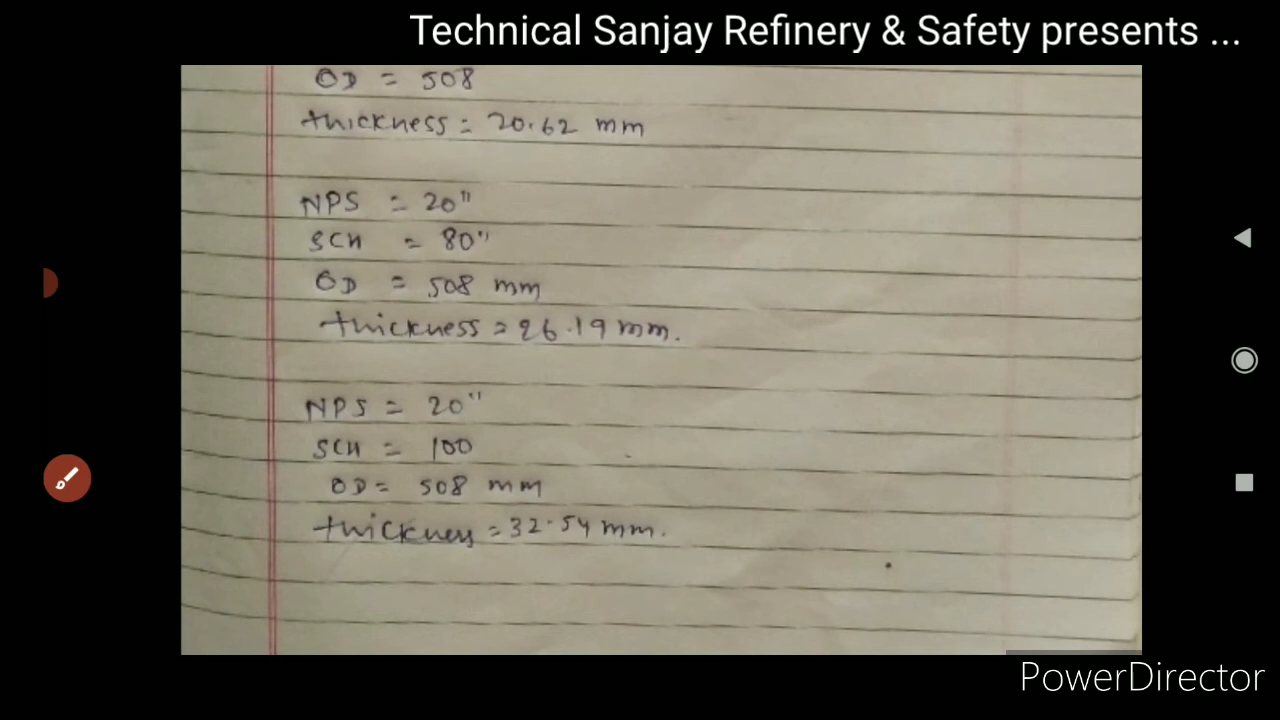 Technical Sanjay Refinery & Safety presents ...
OD = 508
thickness = 20.62 mm
NPS = 20"
SCH = 80"
OD = 508 mm
thickness = 26.19 mm.
NPS = 20"
SCH = 100
OD = 508 mm
thickness = 32.54 mm.
PowerDirector